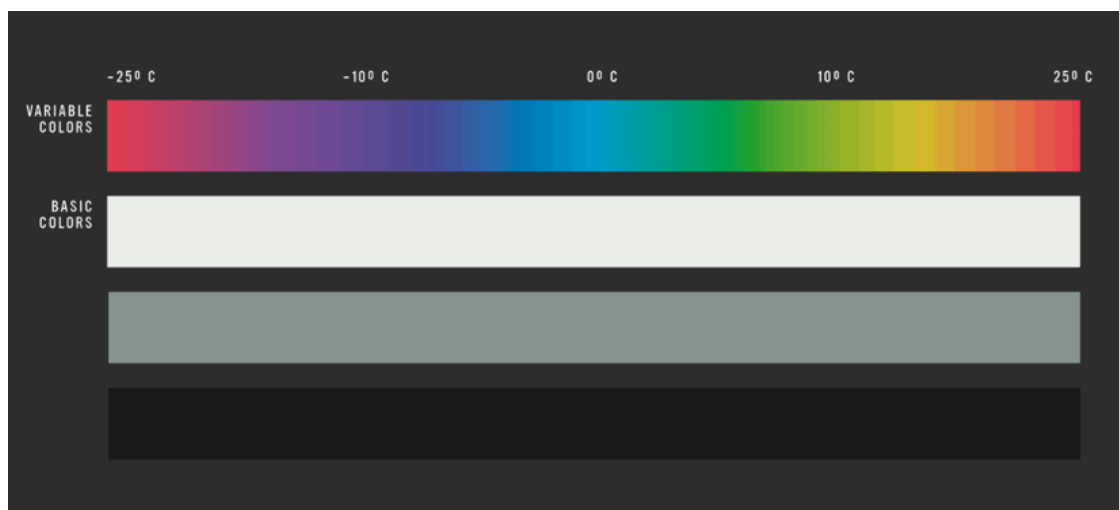 -25º C -10º C 0º C 10º C 25º C
VARIABLE
COLORS
BASIC
COLORS